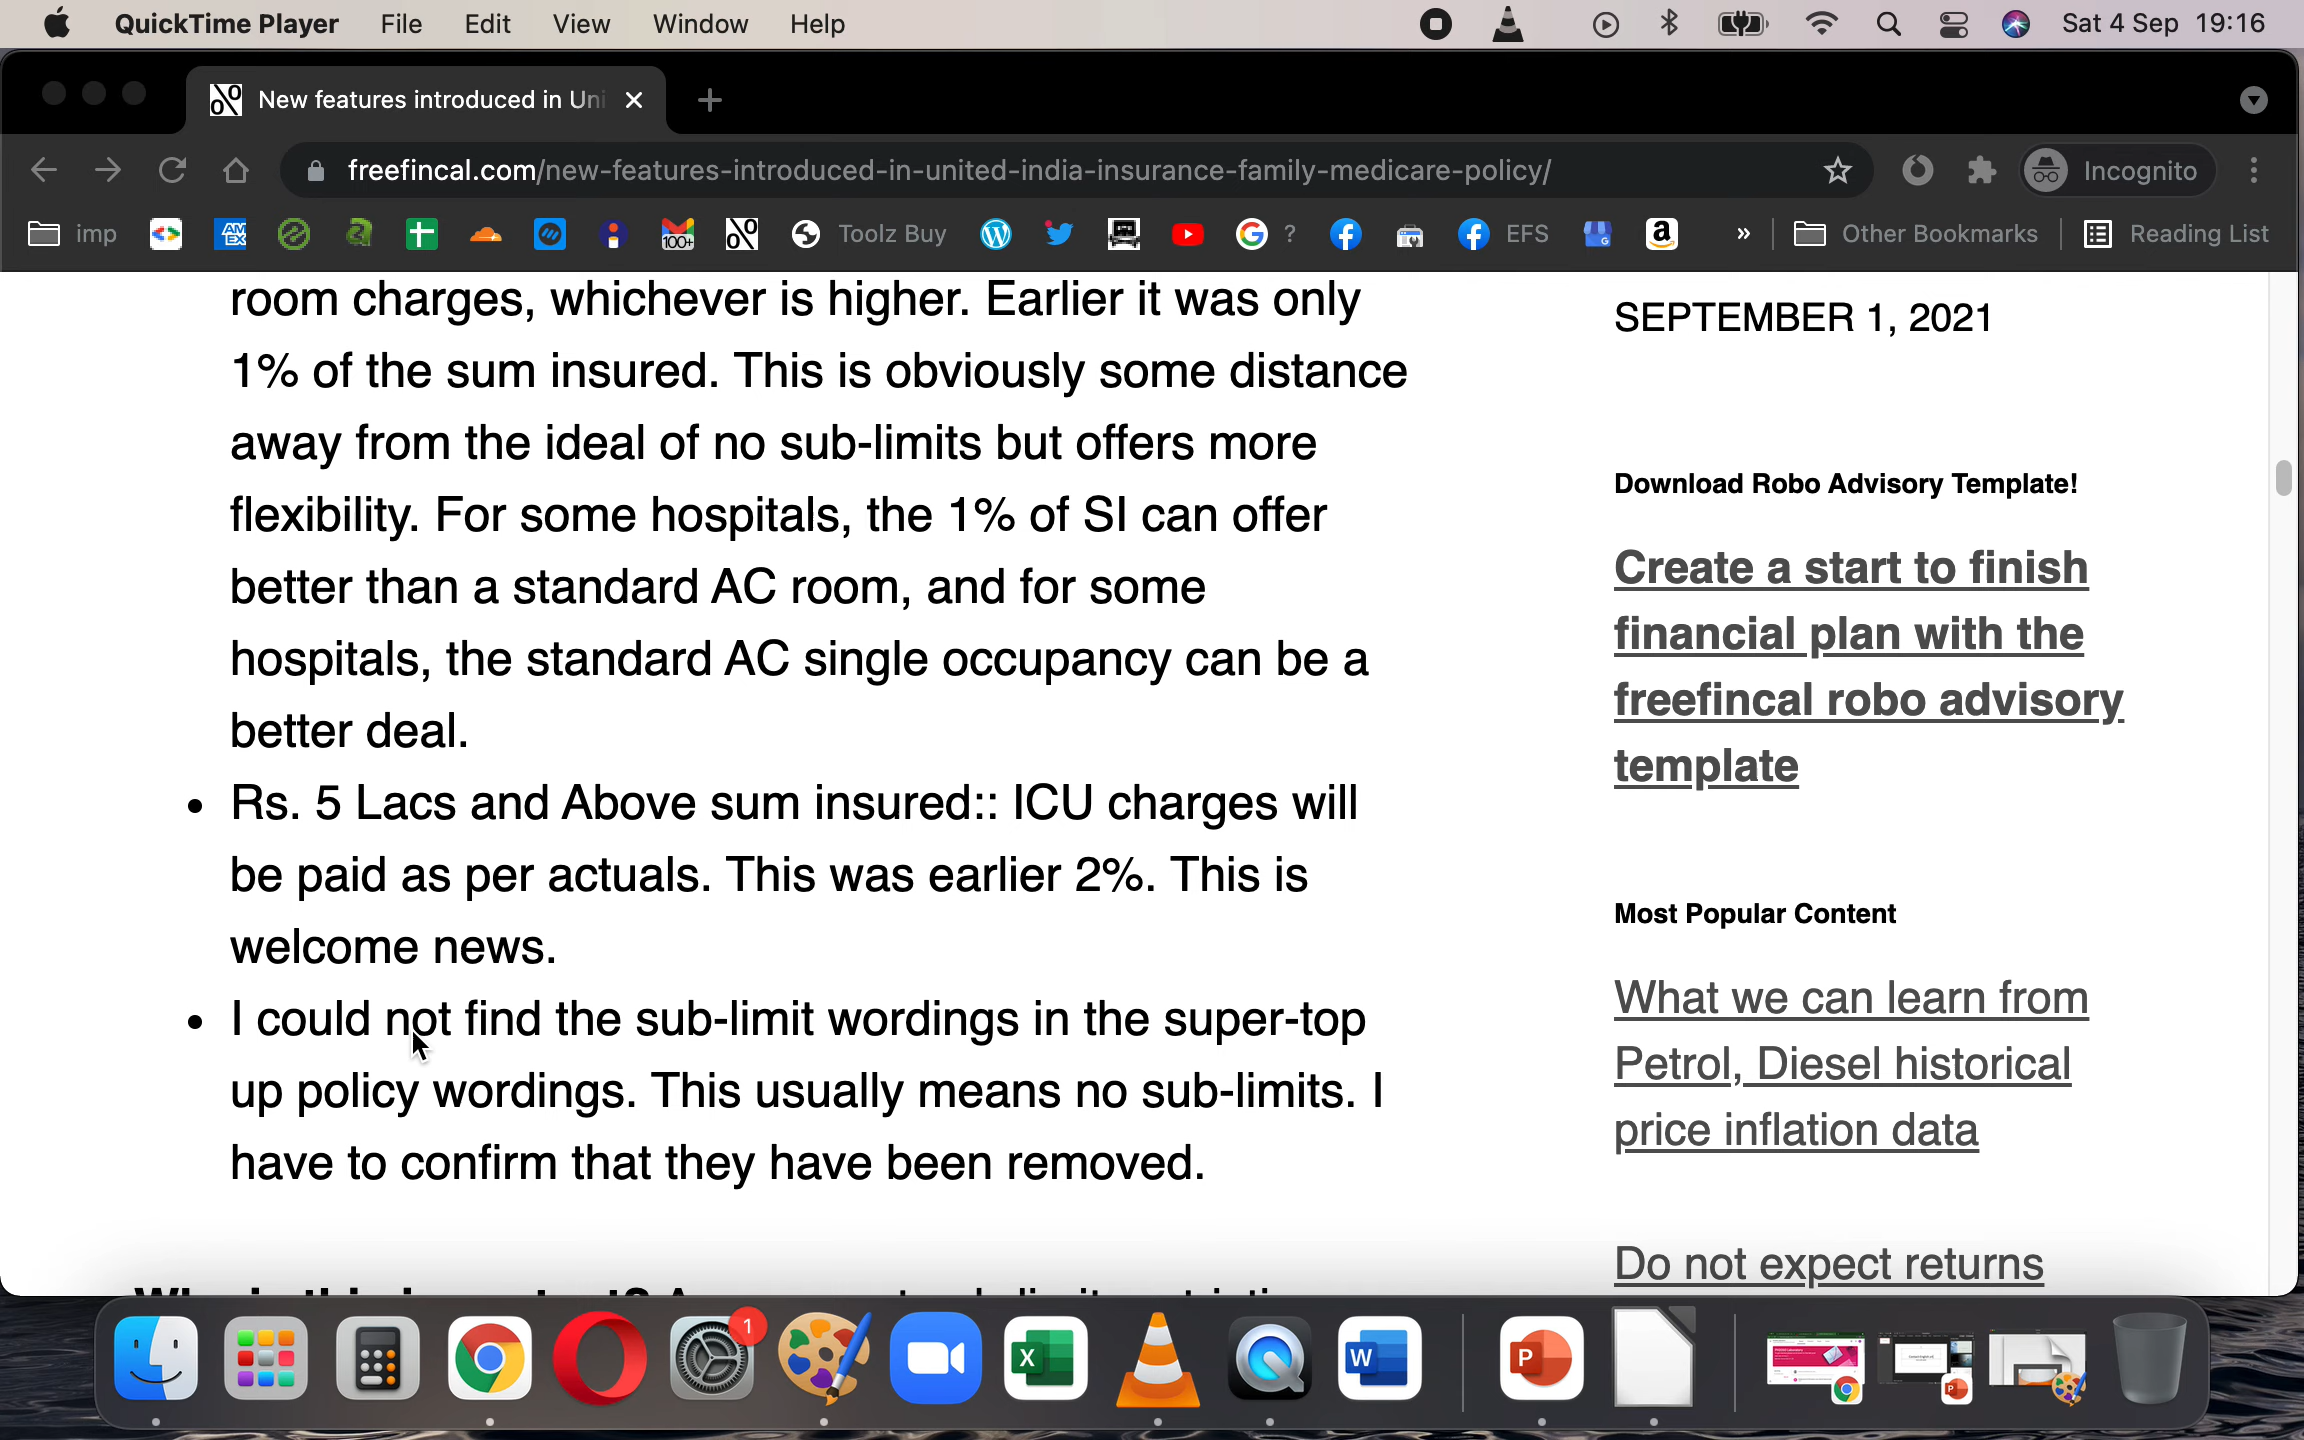 QuickTime Player File Edit View Window Help Sat 4 Sep 19:16
New features introduced in Uni
freefincal.com/new-features-introduced-in-united-india-insurance-family-medicare-policy/ Incognito
imp AM EX 100+ Toolz Buy ? EFS a » Other Bookmarks Reading List
room charges, whichever is higher. Earlier it was only
1% of the sum insured. This is obviously some distance
away from the ideal of no sub-limits but offers more
flexibility. For some hospitals, the 1% of SI can offer
better than a standard AC room, and for some
hospitals, the standard AC single occupancy can be a
better deal.
• Rs. 5 Lacs and Above sum insured:: ICU charges will
be paid as per actuals. This was earlier 2%. This is
welcome news.
• I could not find the sub-limit wordings in the super-top
up policy wordings. This usually means no sub-limits. I
have to confirm that they have been removed.
SEPTEMBER 1, 2021
Download Robo Advisory Template!
Create a start to finish
financial plan with the
freefincal robo advisory
template
Most Popular Content
What we can learn from
Petrol, Diesel historical
price inflation data
Do not expect returns
1
X
W
P